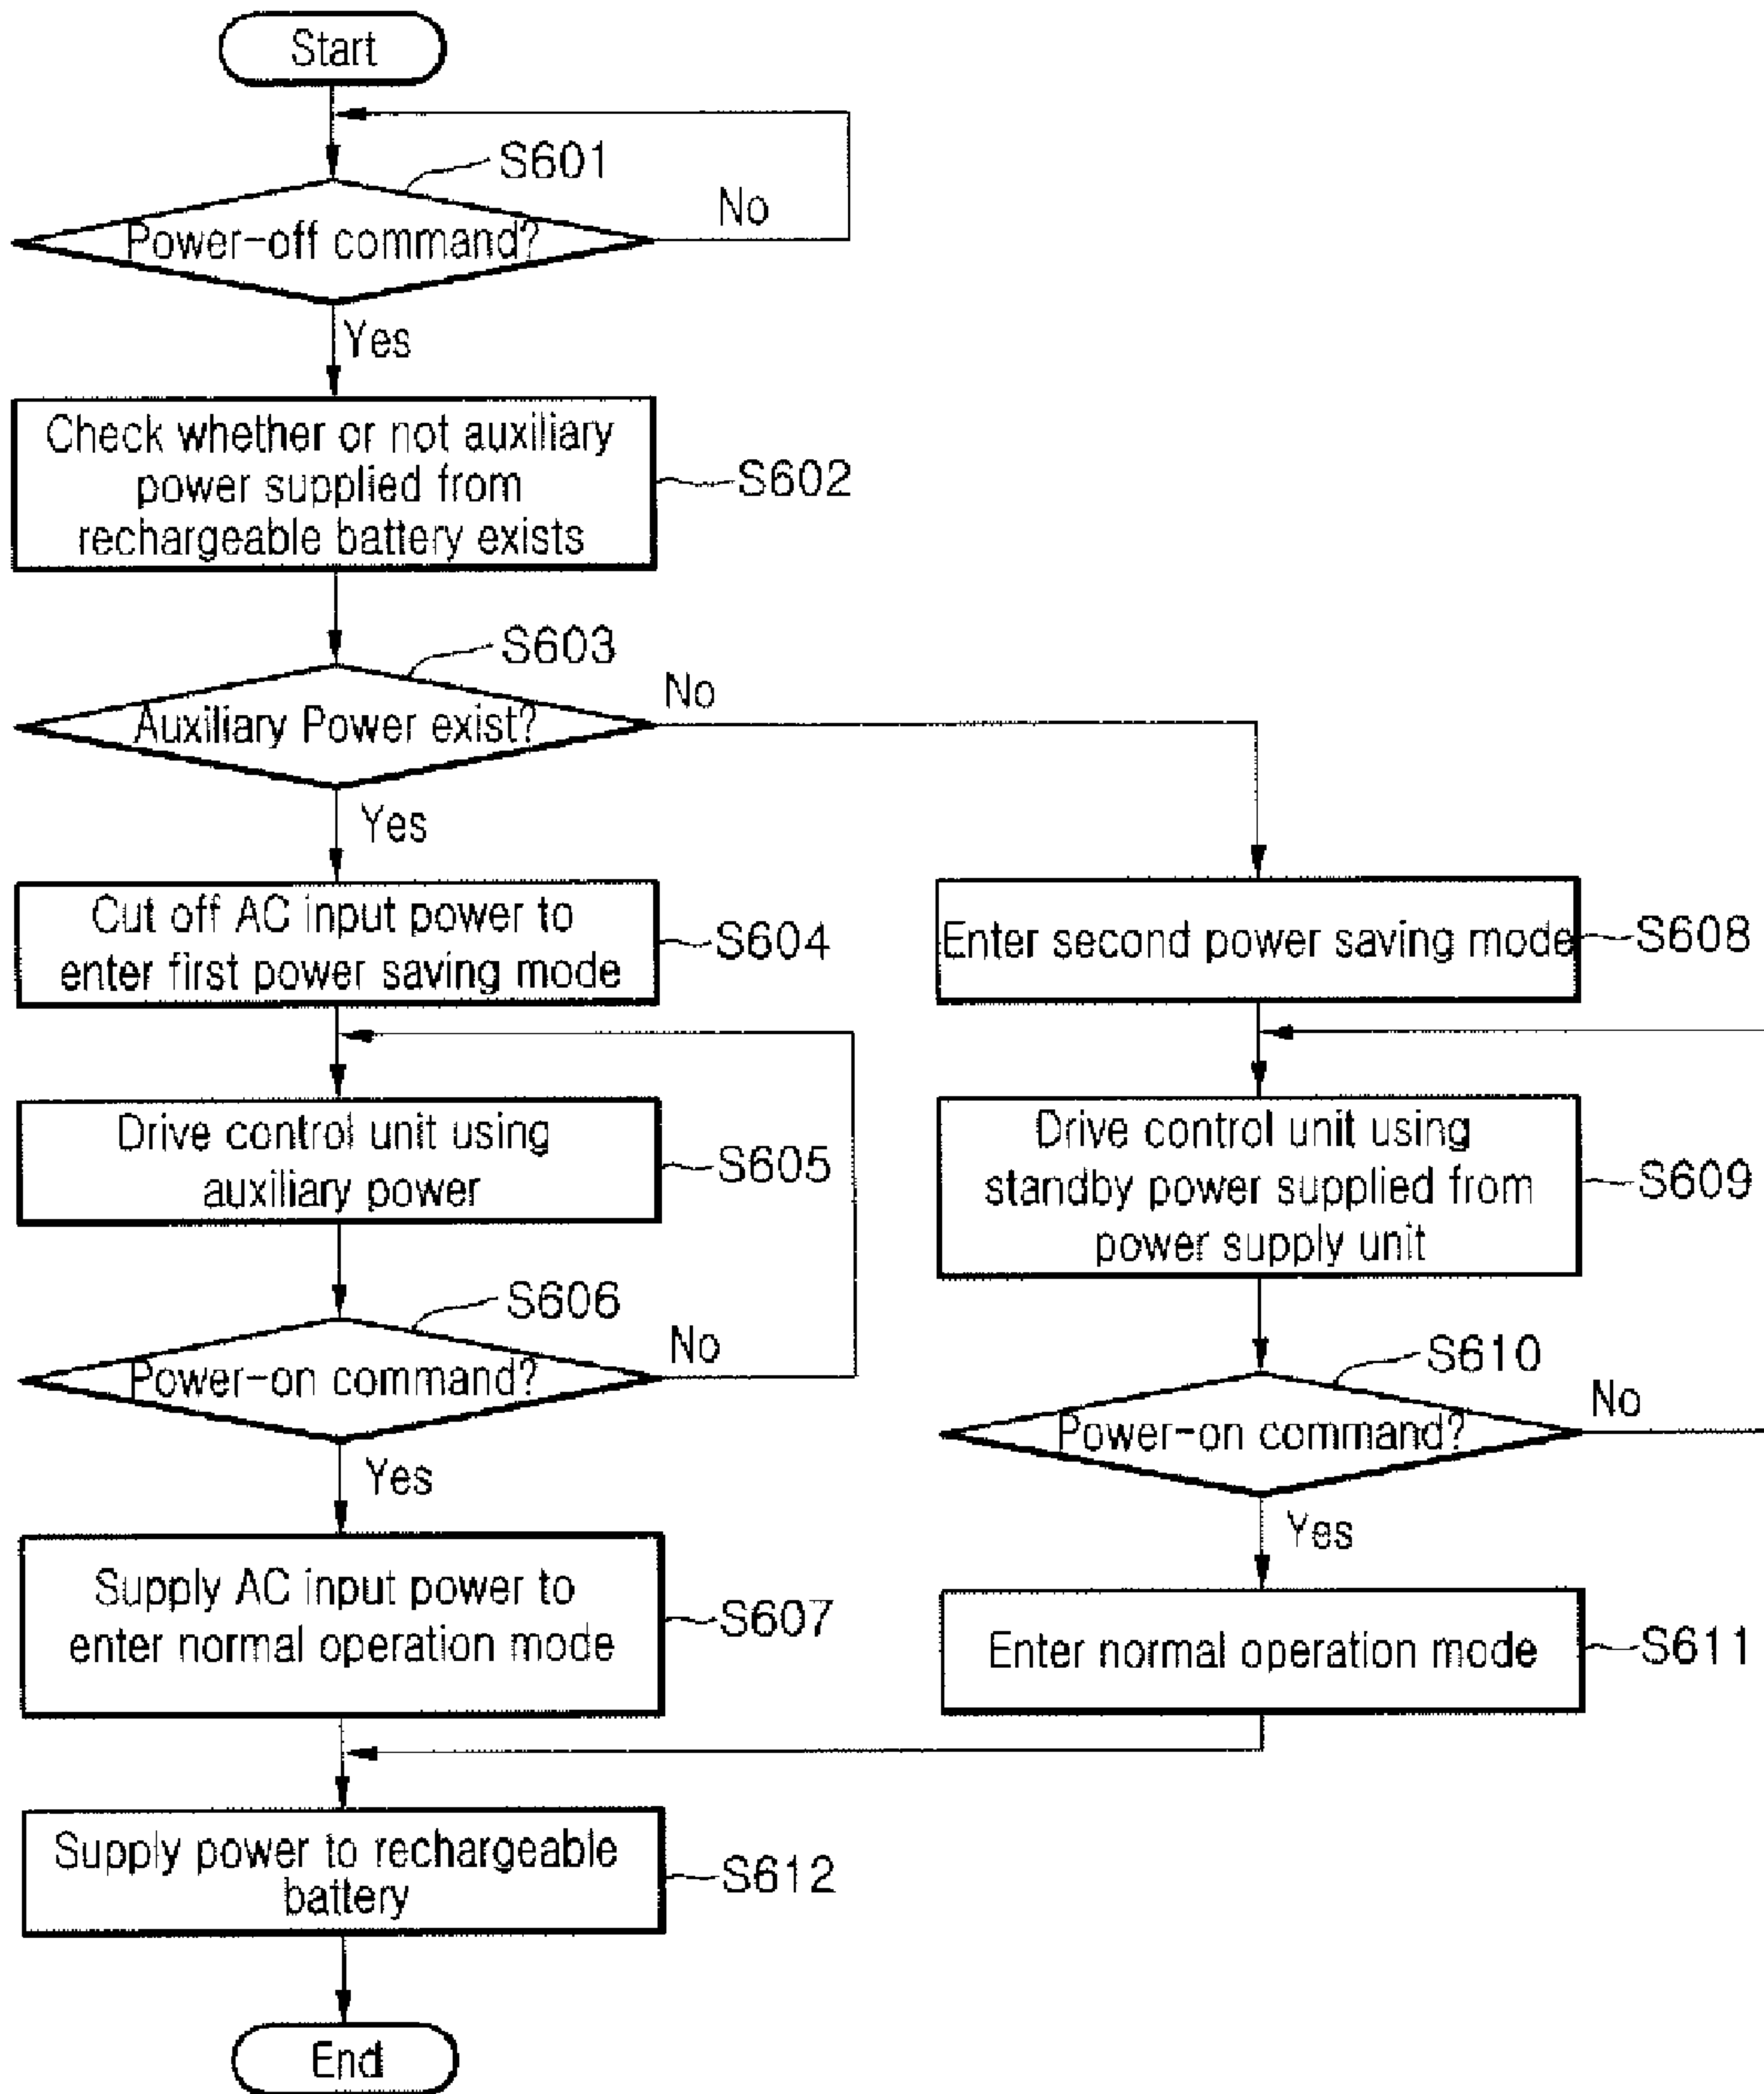 Start
S601
Power-off command?
No
Yes
Check whether or not auxiliary
power supplied from
rechargeable battery exists
S602
S603
Auxiliary Power exist?
No
Yes
Cut off AC input power to
enter first power saving mode
S604
Enter second power saving mode
S608
Drive control unit using
auxiliary power
S605
Drive control unit using
standby power supplied from
power supply unit
S609
S606
Power-on command?
No
Yes
S610
Power-on command?
No
Yes
Supply AC input power to
enter normal operation mode
S607
Enter normal operation mode
S611
Supply power to rechargeable
battery
S612
End